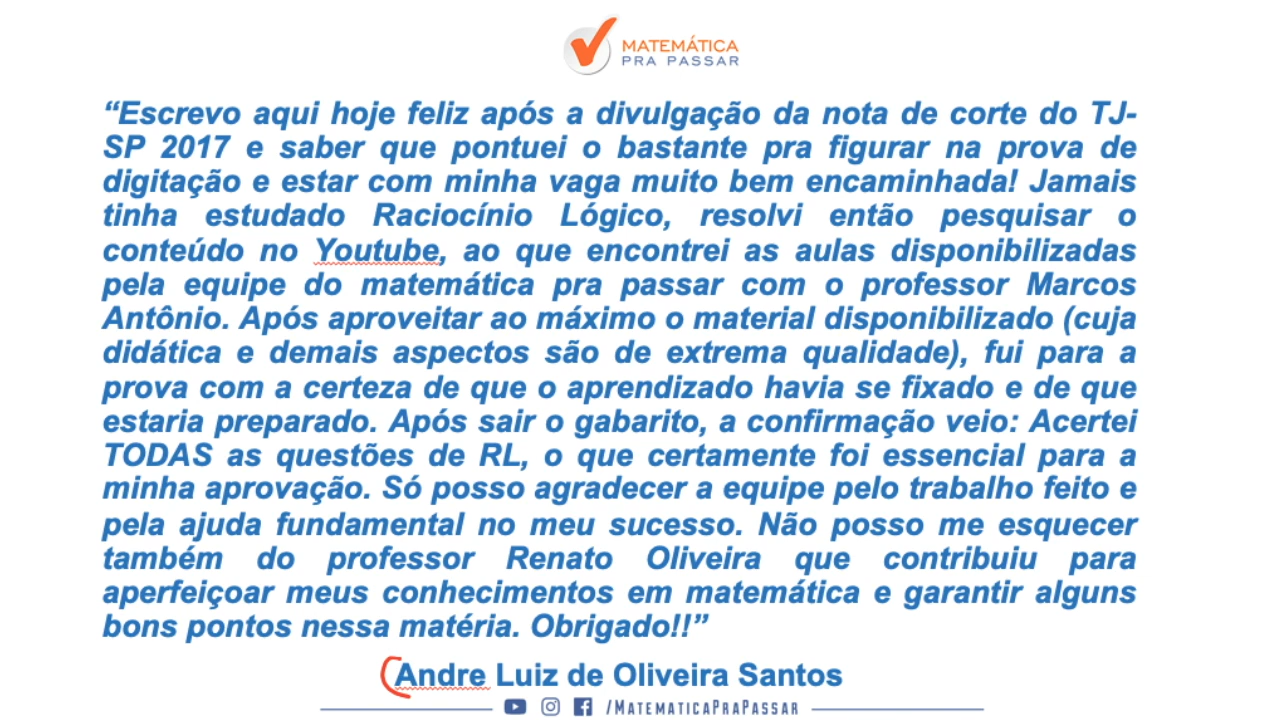 MATEMÁTICA
PRA PASSAR
“Escrevo aqui hoje feliz após a divulgação da nota de corte do TJ-
SP 2017 e saber que pontuei o bastante pra figurar na prova de
digitação e estar com minha vaga muito bem encaminhada! Jamais
tinha estudado Raciocínio Lógico, resolvi então pesquisar o
conteúdo no Youtube, ao que encontrei as aulas disponibilizadas
pela equipe do matemática pra passar com o professor Marcos
Antônio. Após aproveitar ao máximo o material disponibilizado (cuja
didática e demais aspectos são de extrema qualidade), fui para a
prova com a certeza de que o aprendizado havia se fixado e de que
estaria preparado. Após sair o gabarito, a confirmação veio: Acertei
TODAS as questões de RL, o que certamente foi essencial para a
minha aprovação. Só posso agradecer a equipe pelo trabalho feito e
pela ajuda fundamental no meu sucesso. Não posso me esquecer
também do professor Renato Oliveira que contribuiu para
aperfeiçoar meus conhecimentos em matemática e garantir alguns
bons pontos nessa matéria. Obrigado!!”
Andre Luiz de Oliveira Santos
/MATEMATICAPRAPASSAR